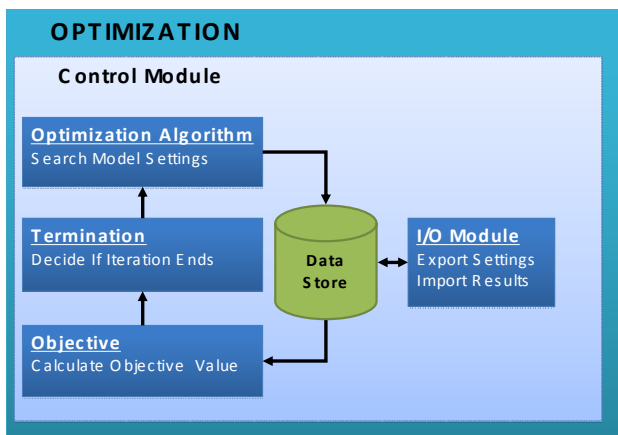 OPTIMIZATION
Control Module
Optimization Algorithm
Search Model Settings
Termination
Decide If Iteration Ends
Objective
Calculate Objective Value
Data
Store
I/O Module
Export Settings
Import Results